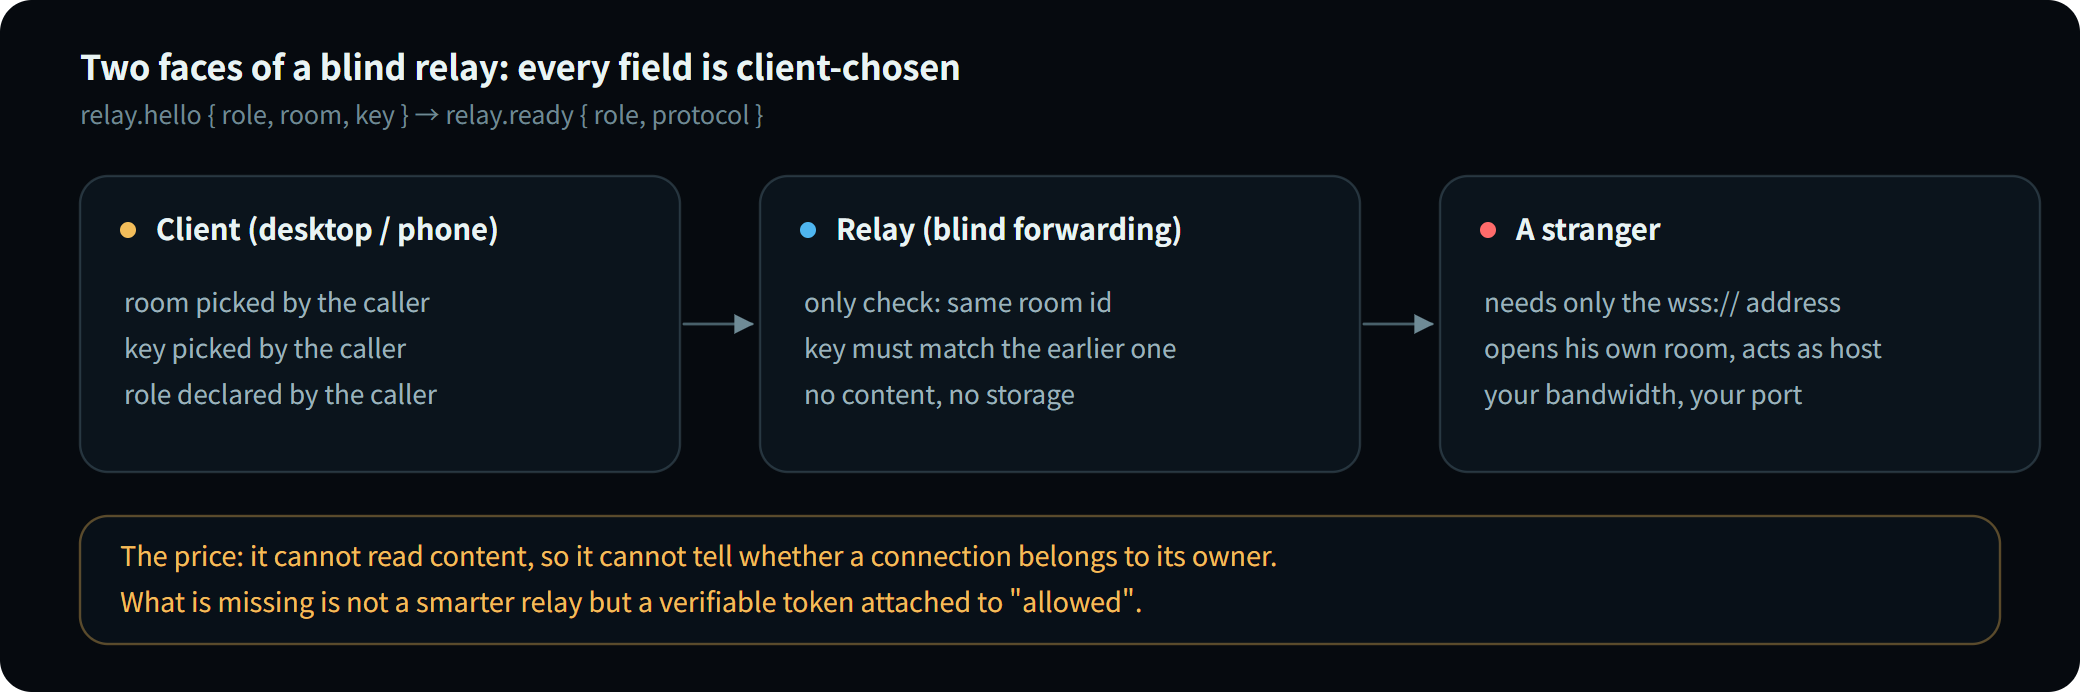 Two faces of a blind relay: every field is client-chosen
relay.hello { role, room, key } → relay.ready { role, protocol }
Client (desktop / phone)
room picked by the caller
key picked by the caller
role declared by the caller
Relay (blind forwarding)
only check: same room id
key must match the earlier one
no content, no storage
A stranger
needs only the wss:// address
opens his own room, acts as host
your bandwidth, your port
The price: it cannot read content, so it cannot tell whether a connection belongs to its owner.
What is missing is not a smarter relay but a verifiable token attached to "allowed".